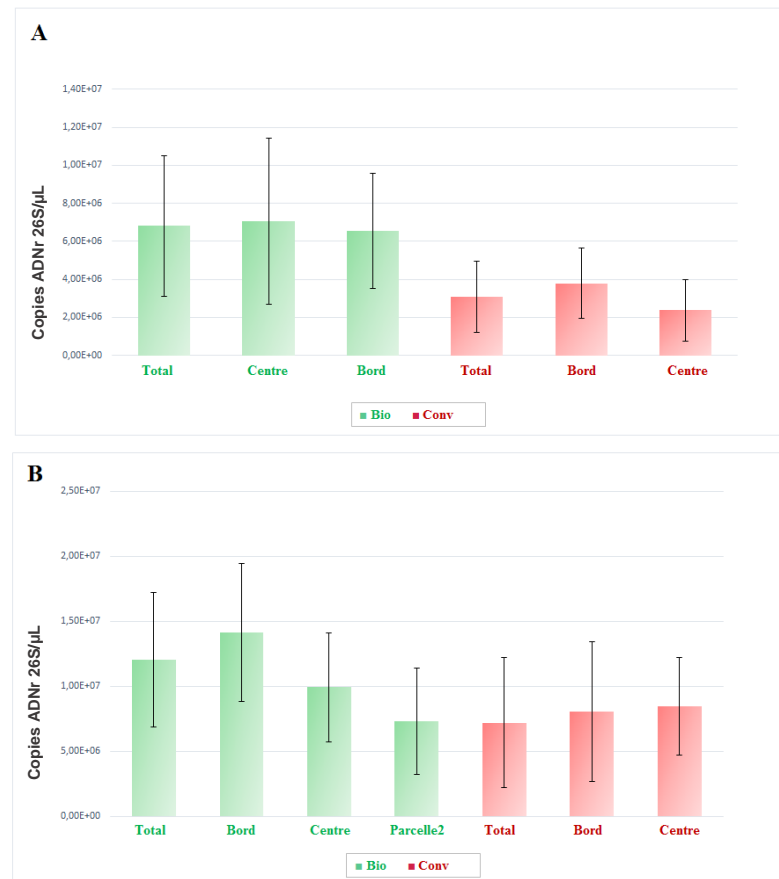 A
1,40E+07
1,20E+07
1,00E+07
8,00E+06
6,00E+06
4,00E+06
2,00E+06
0,00E+00
Copies ADNr 26S/µL
Total Centre Bord Total Bord Centre
Bio Conv
B
2,50E+07
2,00E+07
1,50E+07
1,00E+07
5,00E+06
0,00E+00
Copies ADNr 26S/µL
Total Bord Centre Parcelle2 Total Bord Centre
Bio Conv